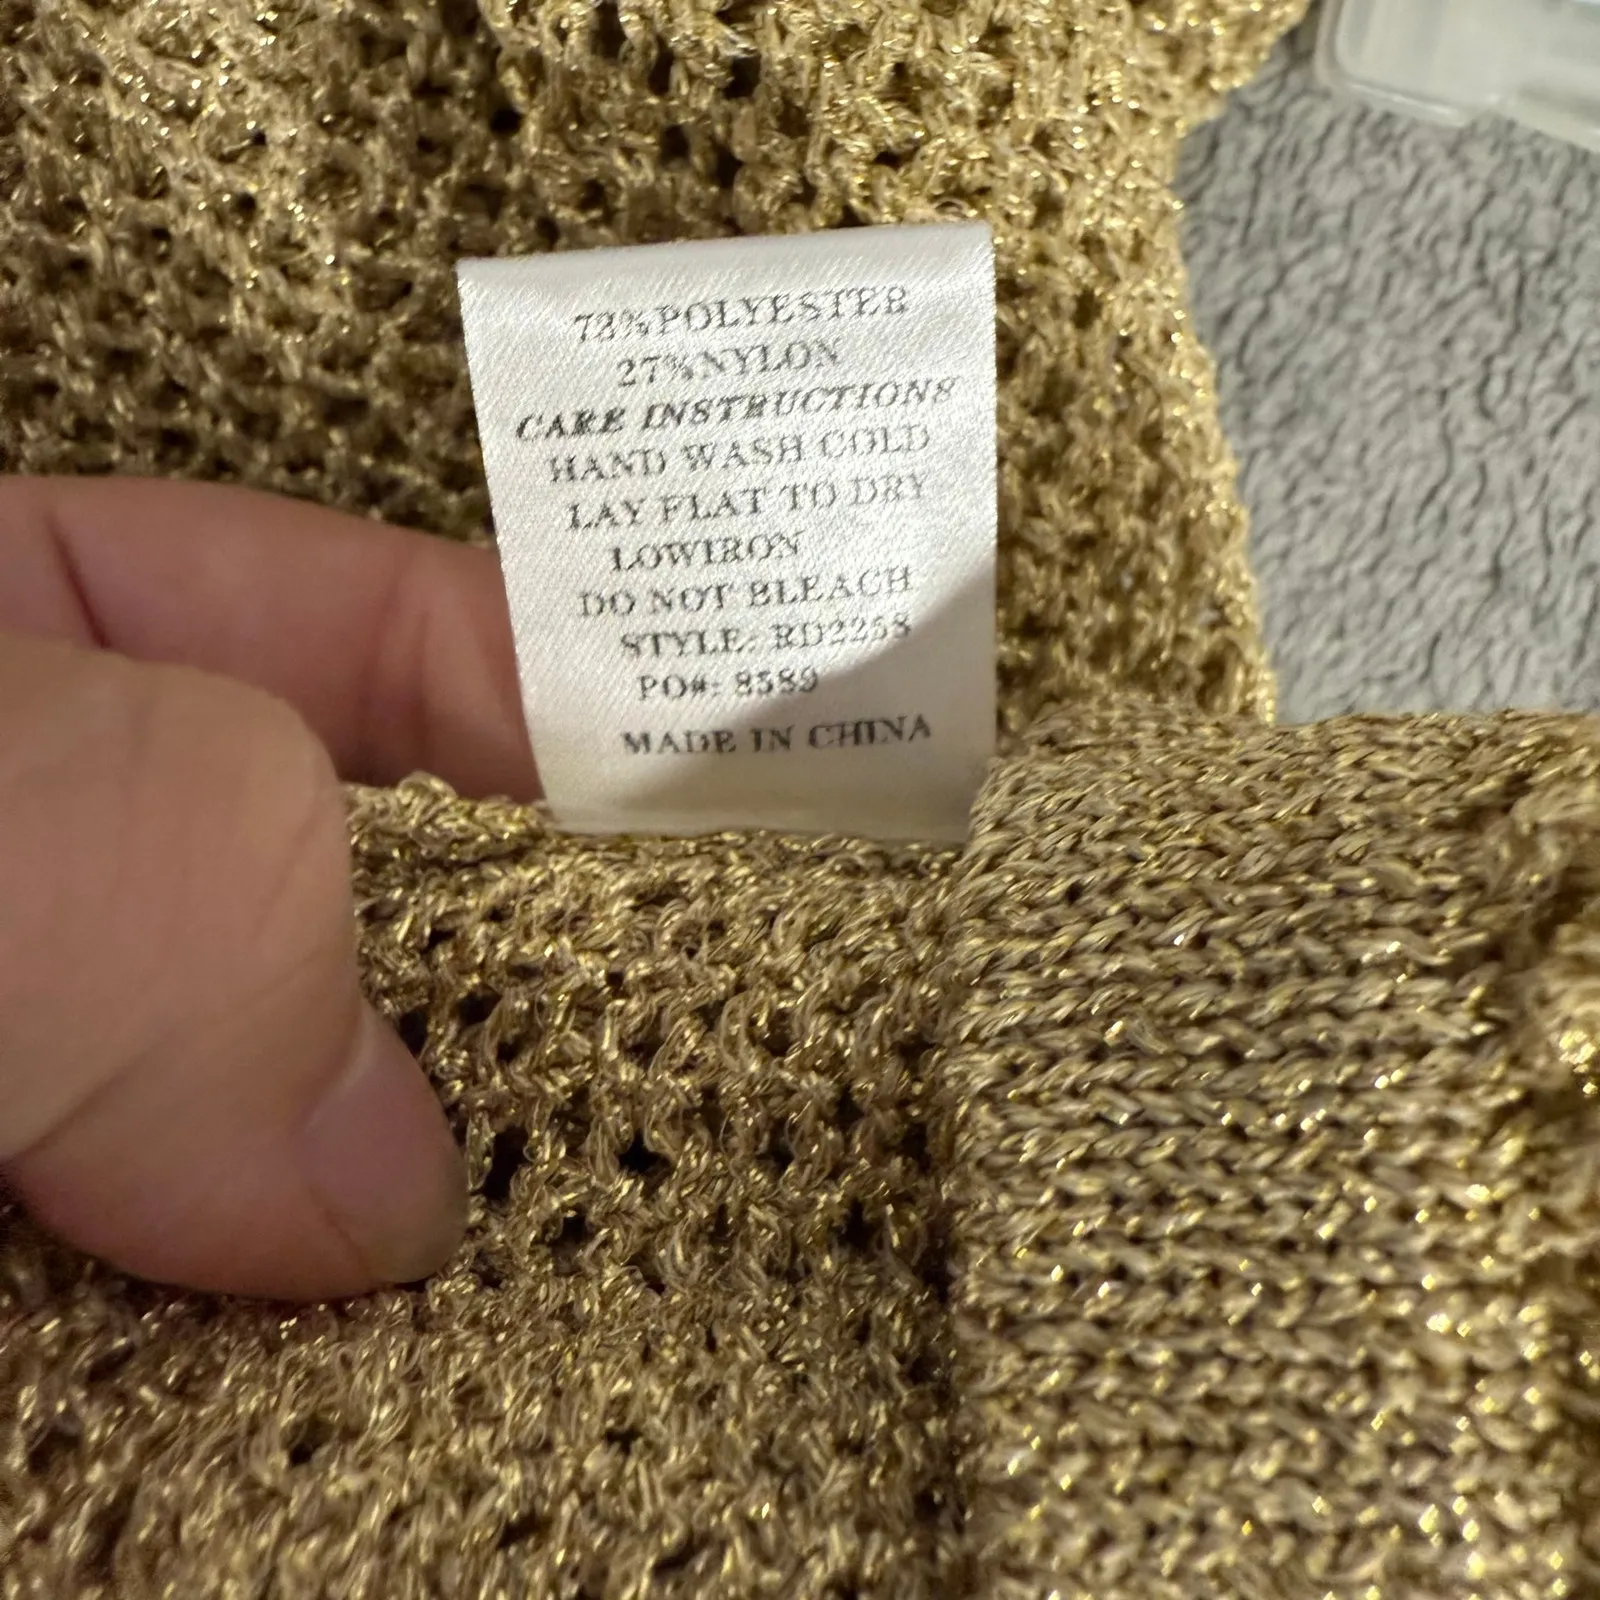 73%POLYESTER
27%NYLON
CARE INSTRUCTIONS
HAND WASH COLD
LAY FLAT TO DRY
LOWIRON
DO NOT BLEACH
STYLE: RD2258
PO#: 8589
MADE IN CHINA